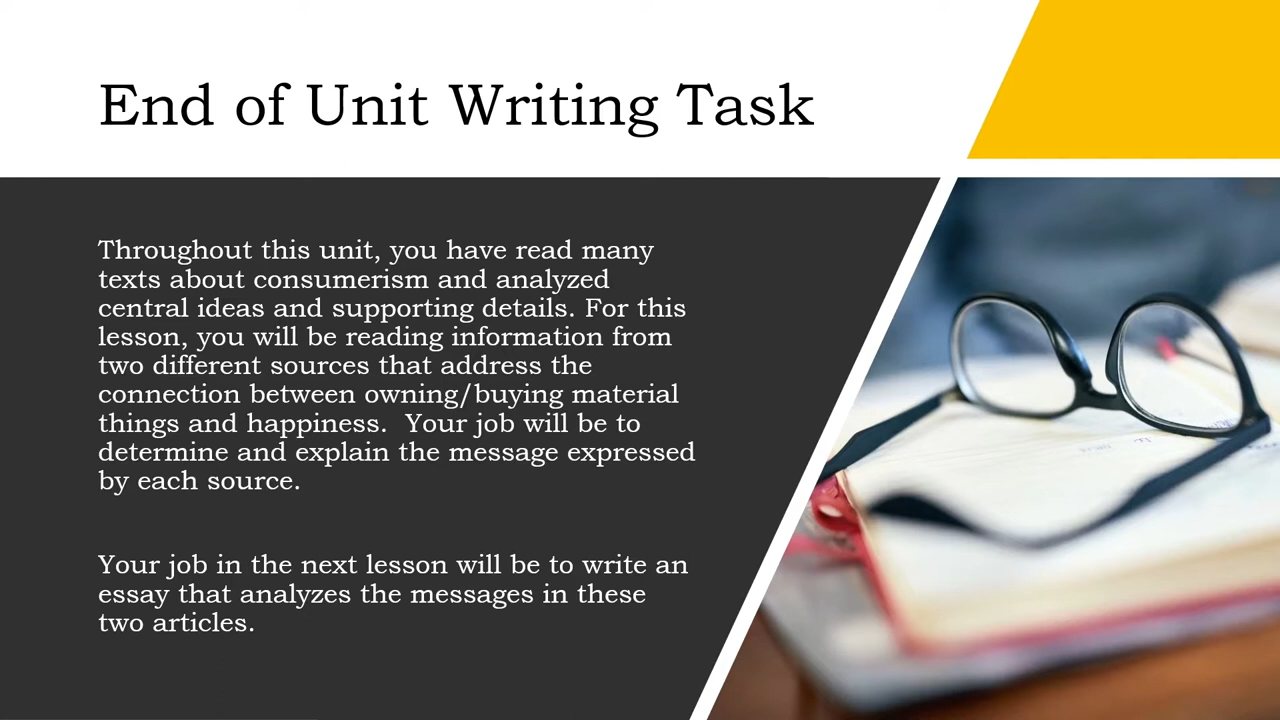 End of Unit Writing Task
Throughout this unit, you have read many
texts about consumerism and analyzed
central ideas and supporting details. For this
lesson, you will be reading information from
two different sources that address the
connection between owning/buying material
things and happiness.  Your job will be to
determine and explain the message expressed
by each source.
Your job in the next lesson will be to write an
essay that analyzes the messages in these
two articles.